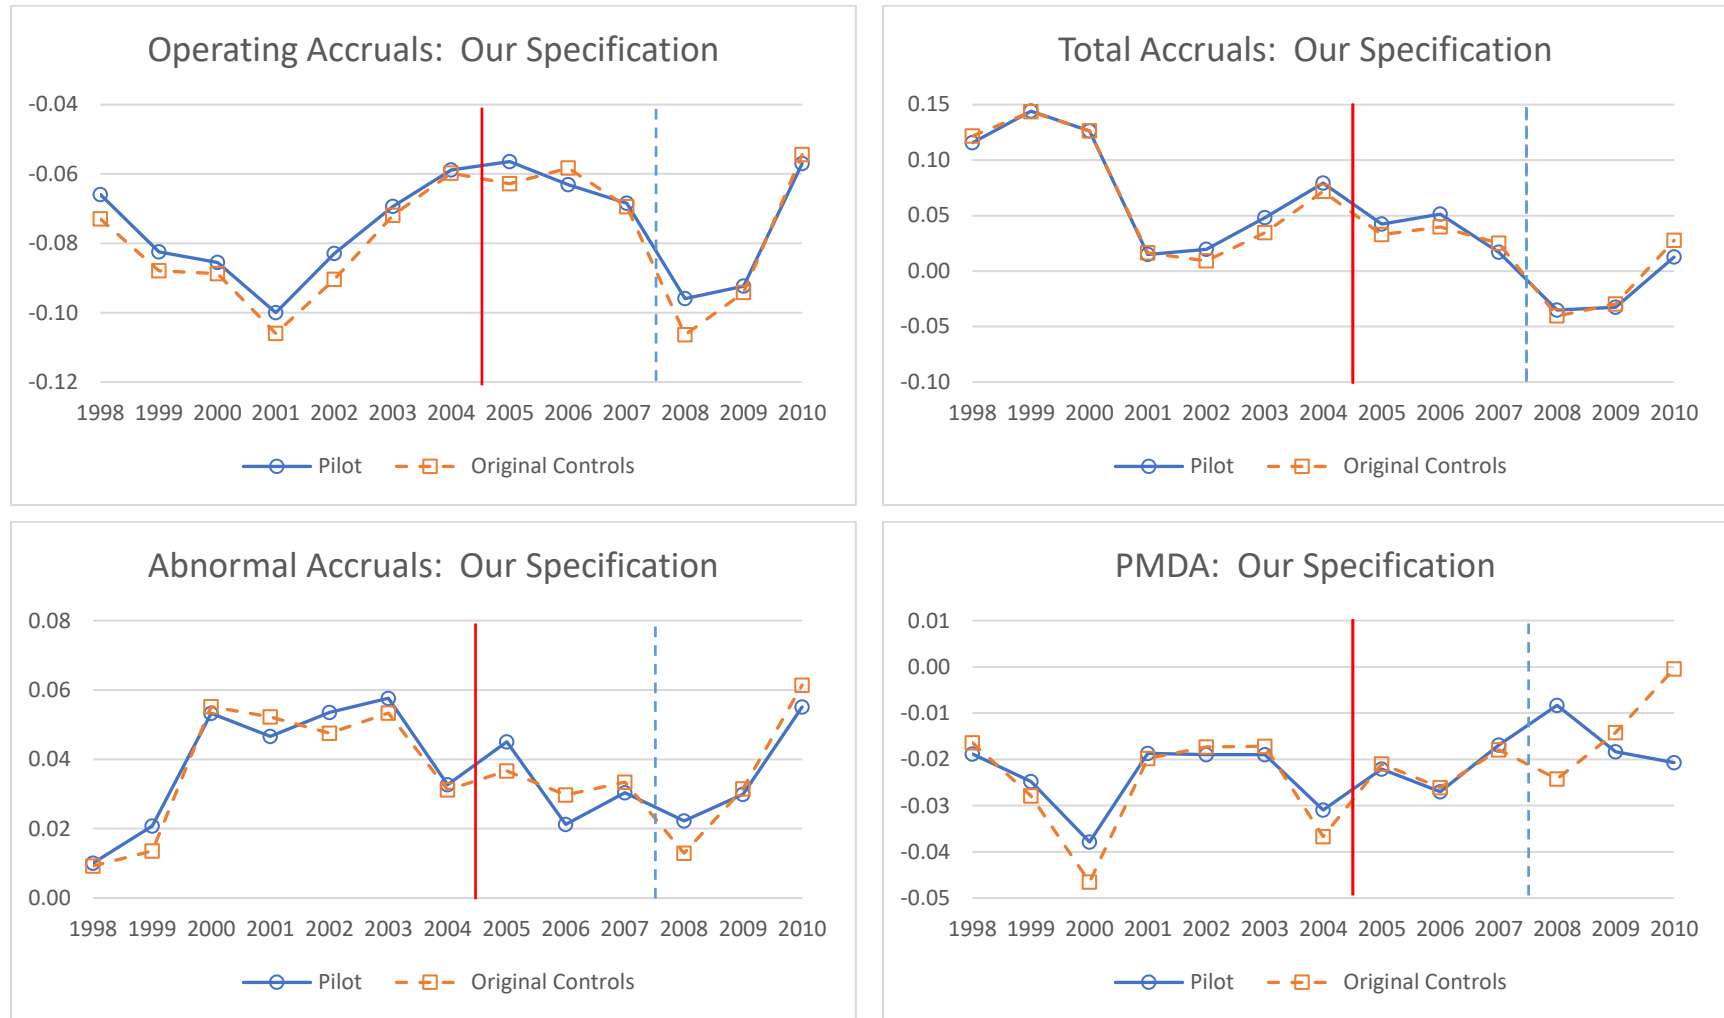 Operating Accruals: Our Specification
-0.04
-0.06
-0.08
-0.10
-0.12
1998 1999 2000 2001 2002 2003 2004 2005 2006 2007 2008 2009 2010
Pilot Original Controls
Total Accruals: Our Specification
0.15
0.10
0.05
0.00
-0.05
-0.10
1998 1999 2000 2001 2002 2003 2004 2005 2006 2007 2008 2009 2010
Pilot Original Controls
Abnormal Accruals: Our Specification
0.08
0.06
0.04
0.02
0.00
1998 1999 2000 2001 2002 2003 2004 2005 2006 2007 2008 2009 2010
Pilot Original Controls
PMDA: Our Specification
0.01
0.00
-0.01
-0.02
-0.03
-0.04
-0.05
1998 1999 2000 2001 2002 2003 2004 2005 2006 2007 2008 2009 2010
Pilot Original Controls